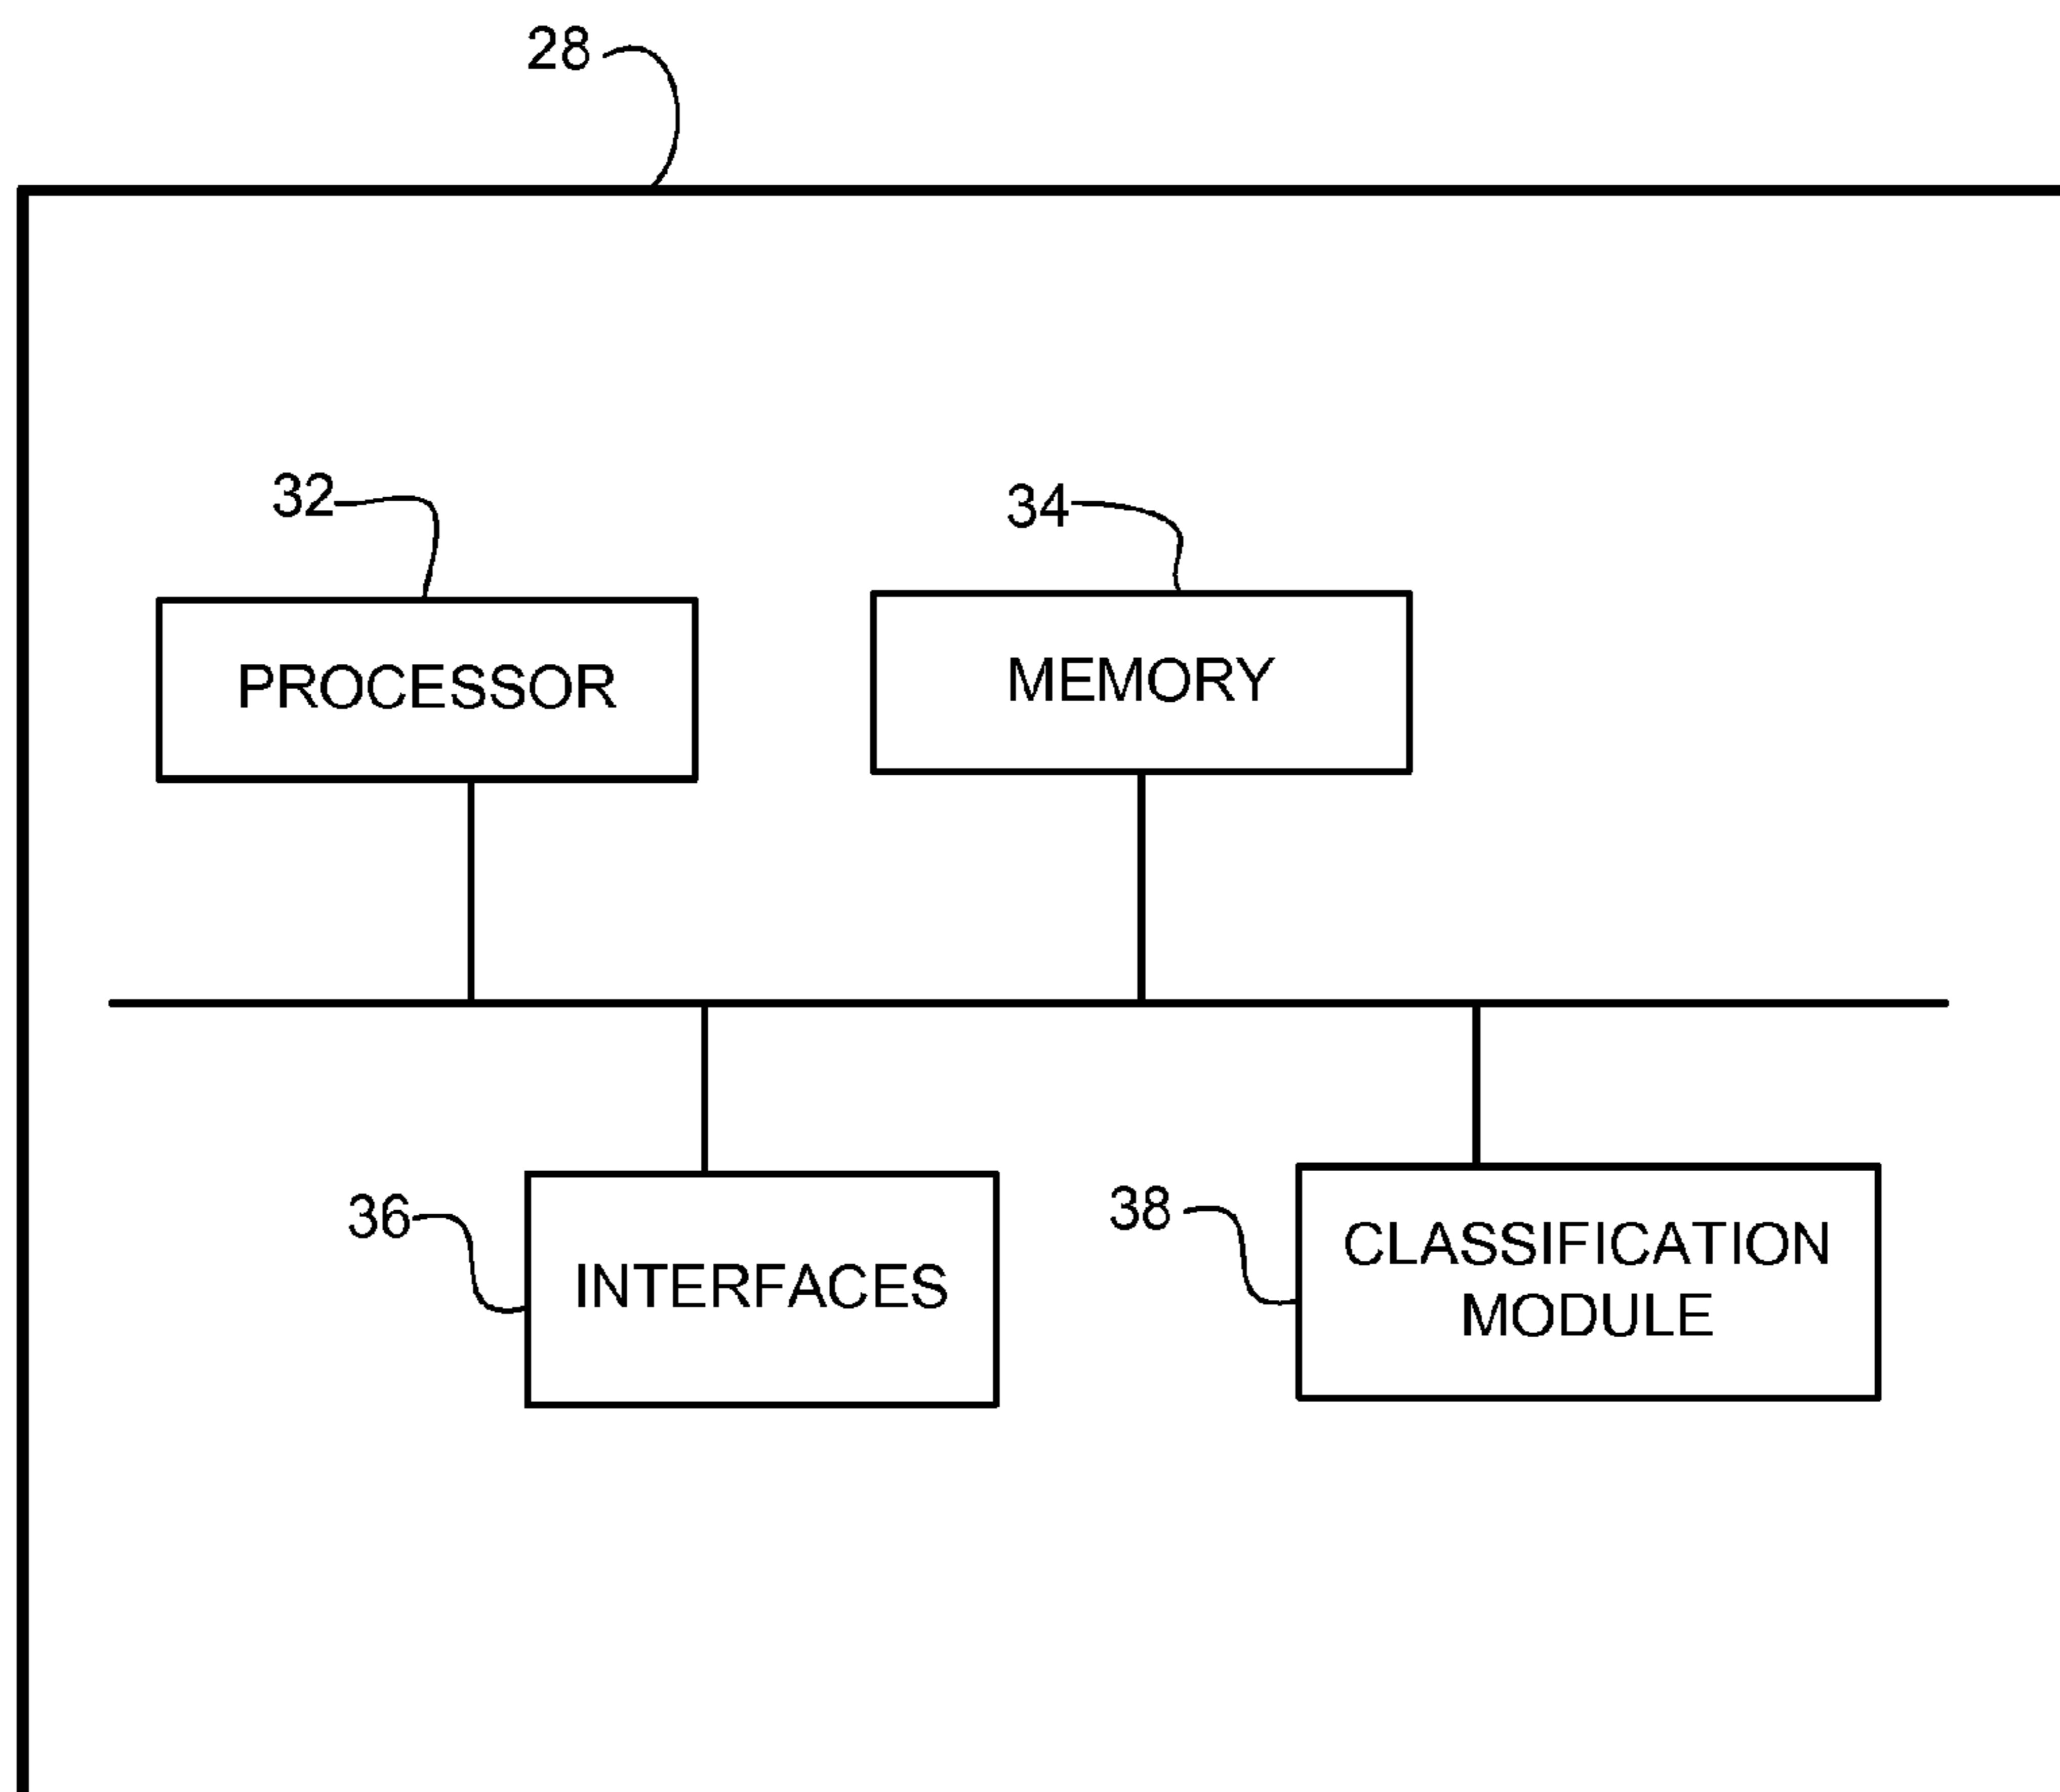 28
32
34
PROCESSOR
MEMORY
36
38
INTERFACES
CLASSIFICATION
MODULE